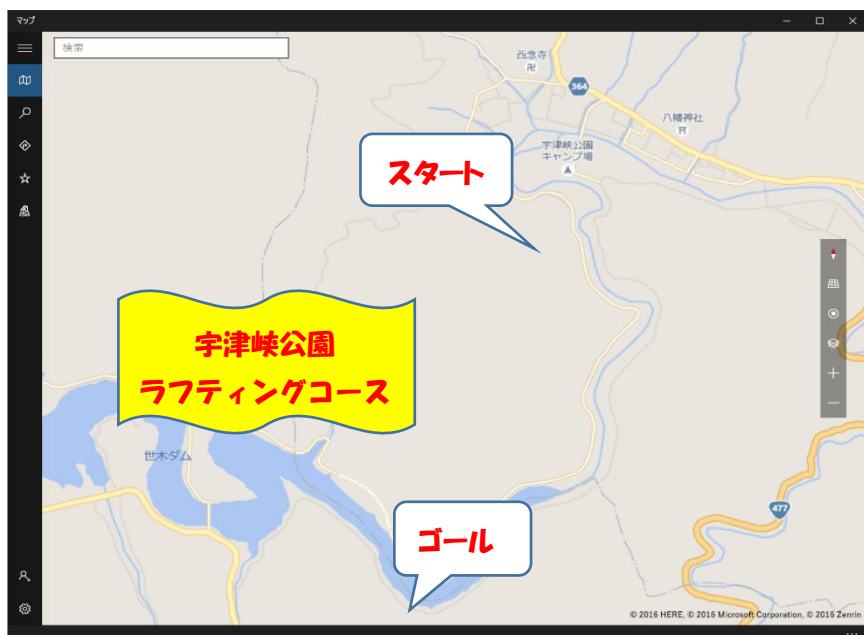 マップ
検索
西念寺
364
八幡神社
宇津峡公園
キャンプ場
スタート
宇津峡公園
ラフティングコース
世木ダム
477
ゴール
© 2016 HERE, © 2016 Microsoft Corporation, © 2016 Zenrin